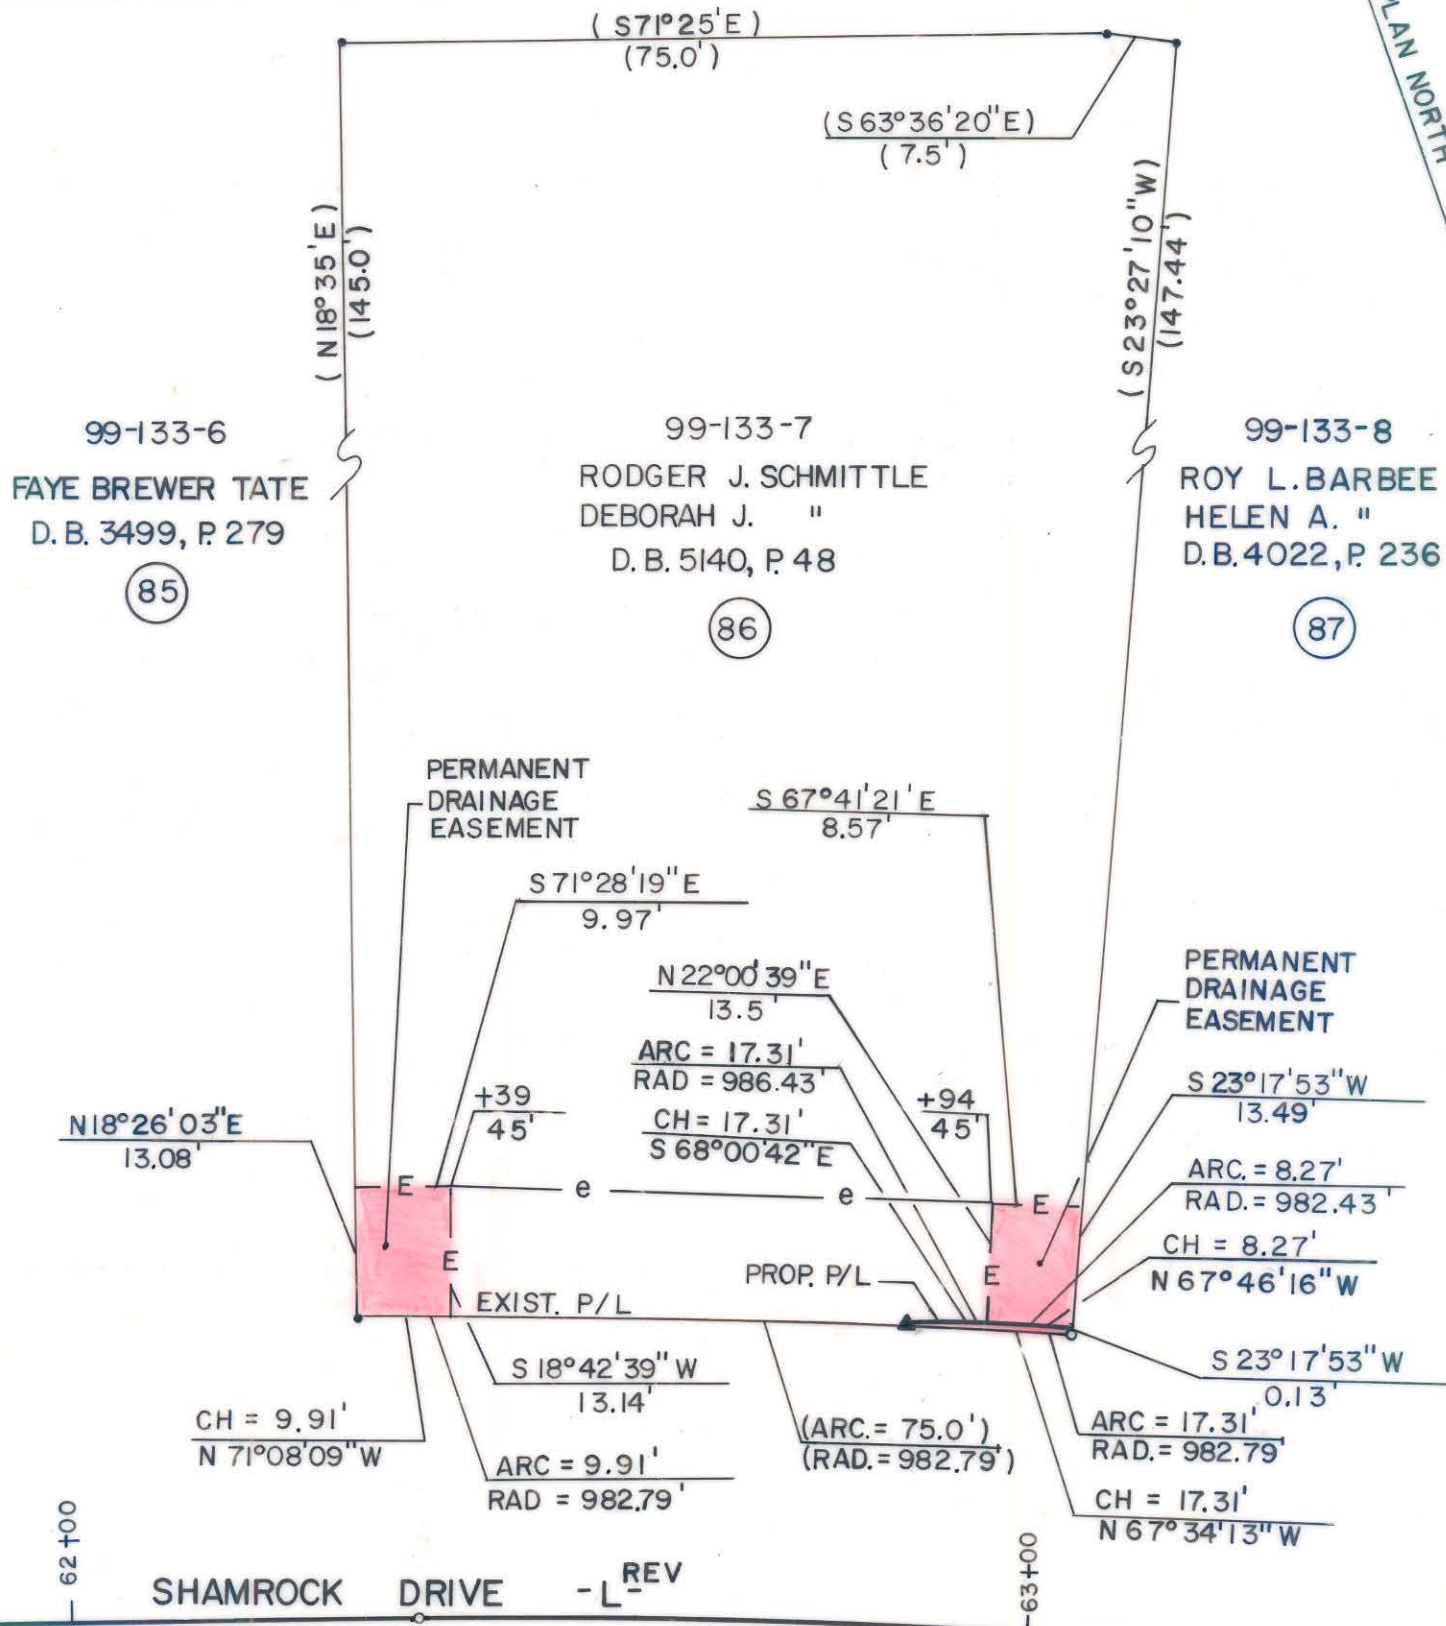 ( S71°25'E )
(75.0')
PLAN NORTH
(S 63°36'20"E)
( 7.5')
( N 18°35'E )
(145.0')
( S 23°27'10"W)
(147.44')
99-133-6
FAYE BREWER TATE
D. B. 3499, P. 279
85
99-133-7
RODGER J. SCHMITTLE
DEBORAH J. "
D. B. 5140, P. 48
86
99-133-8
ROY L. BARBEE
HELEN A. "
D. B. 4022, P. 236
87
PERMANENT
DRAINAGE
EASEMENT
S 67°41'21'E
8.57'
S 71°28'19"E
9.97'
N 22°00'39"E
13.5'
PERMANENT
DRAINAGE
EASEMENT
ARC = 17.31'
RAD = 986.43'
+39
45'
CH = 17.31'
S 68°00'42"E
+94
45'
S 23°17'53"W
13.49'
N18°26'03"E
13.08'
ARC. = 8.27'
RAD. = 982.43'
E
e
e
E
CH = 8.27'
N 67°46'16"W
E
E
PROP. P/L
EXIST. P/L
S 18°42'39"W
13.14'
S 23°17'53"W
0.13'
CH = 9.91'
N 71°08'09"W
(ARC. = 75.0')
(RAD. = 982.79')
ARC = 17.31'
RAD. = 982.79'
ARC = 9.91'
RAD = 982.79'
CH = 17.31'
N 67°34'13"W
62+00
SHAMROCK DRIVE -L- REV
63+00